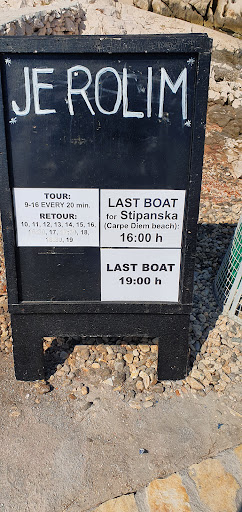 JEROLIM
TOUR:
9-16 EVERY 20 min.
RETOUR:
10, 11, 12, 13, 14, 15, 16,
17, 18,
19
LAST BOAT
for Stipanska
(Carpe Diem beach):
16:00 h
LAST BOAT
19:00 h